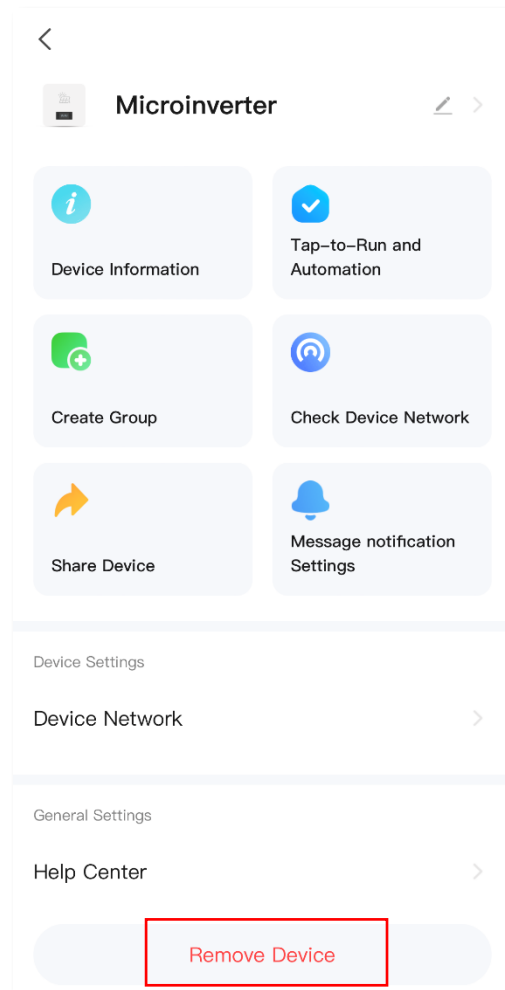 Microinverter
Device Information
Tap-to-Run and
Automation
Create Group
Check Device Network
Share Device
Message notification
Settings
Device Settings
Device Network
General Settings
Help Center
Remove Device